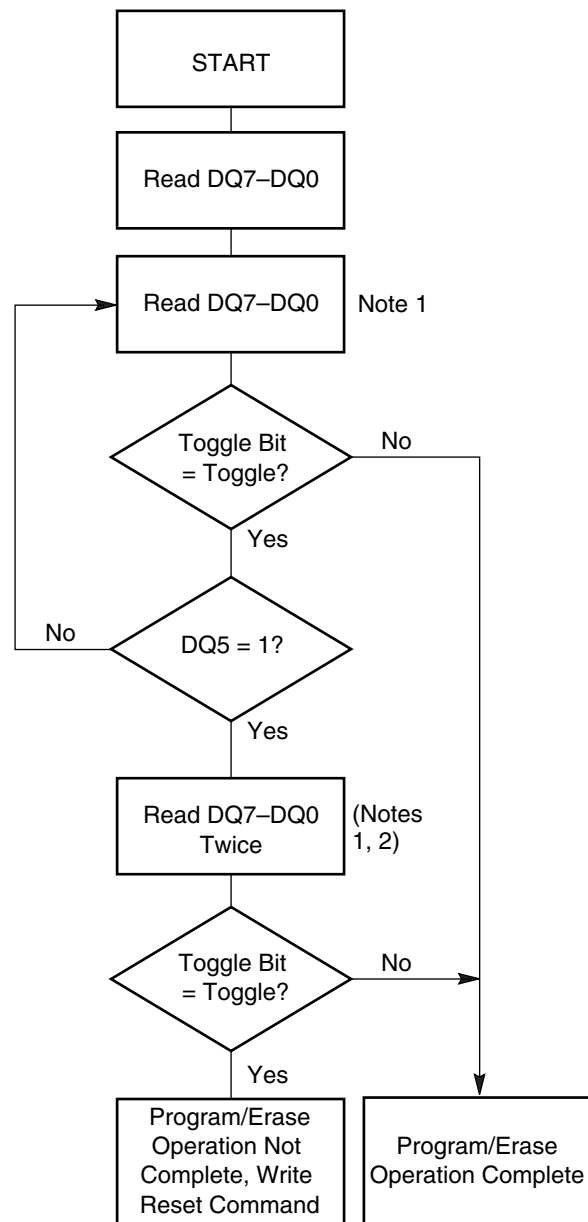 START
Read DQ7–DQ0
Read DQ7–DQ0
Note 1
Toggle Bit
= Toggle?
No
Yes
No
DQ5 = 1?
Yes
Read DQ7–DQ0
Twice
(Notes
1, 2)
Toggle Bit
= Toggle?
No
Yes
Program/Erase
Operation Not
Complete, Write
Reset Command
Program/Erase
Operation Complete